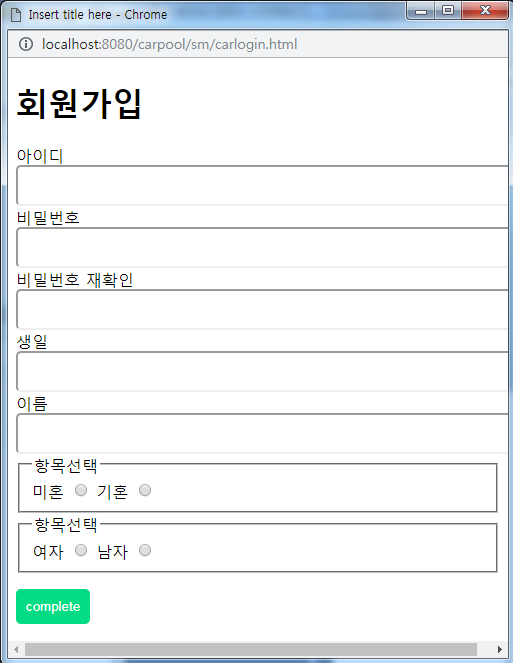 Insert title here - Chrome
localhost:8080/carpool/sm/carlogin.html
회원가입
아이디
비밀번호
비밀번호 재확인
생일
이름
항목선택
미혼 기혼
항목선택
여자 남자
complete